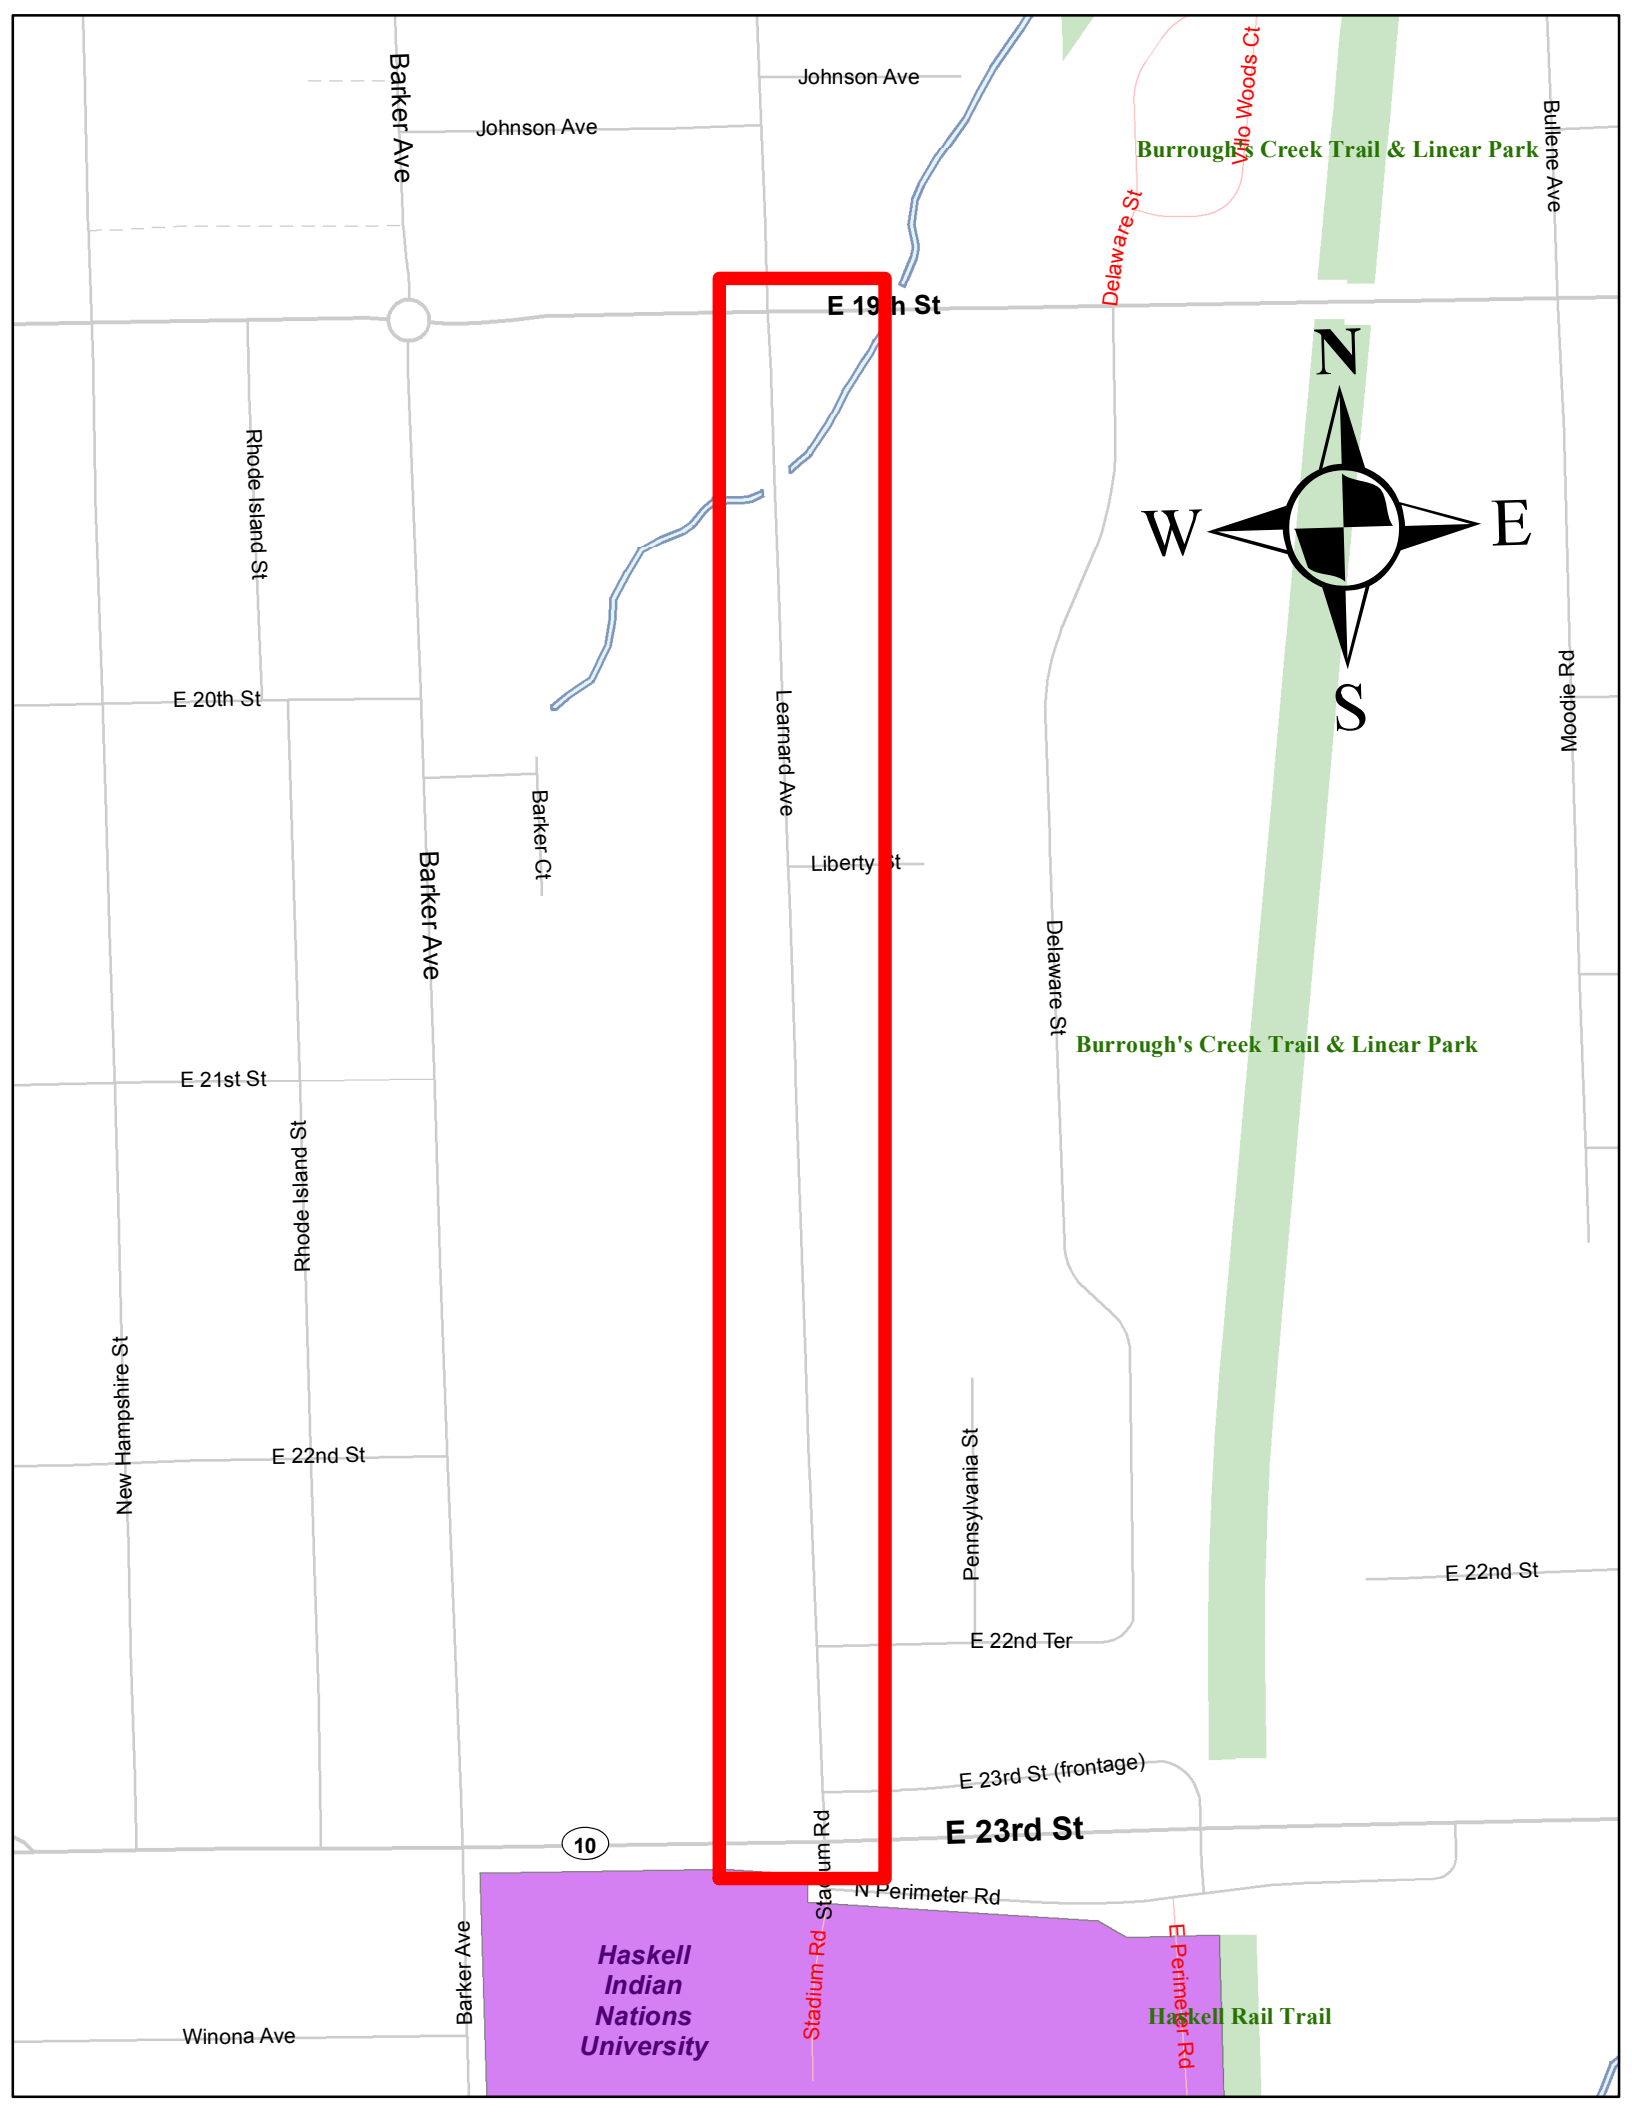 Barker Ave
Johnson Ave
Johnson Ave
Villo Woods Ct
Bullene Ave
Burrough's Creek Trail & Linear Park
Delaware St
E 19th St
N
W
E
S
Rhode Island St
E 20th St
Learnard Ave
Moodie Rd
Barker Ct
Liberty St
Barker Ave
Delaware St
Burrough's Creek Trail & Linear Park
E 21st St
Rhode Island St
New Hampshire St
E 22nd St
Pennsylvania St
E 22nd St
E 22nd Ter
E 23rd St (frontage)
Stadium Rd
E 23rd St
10
N Perimeter Rd
Barker Ave
Haskell
Indian
Nations
University
Stadium Rd
E Perimeter Rd
Haskell Rail Trail
Winona Ave